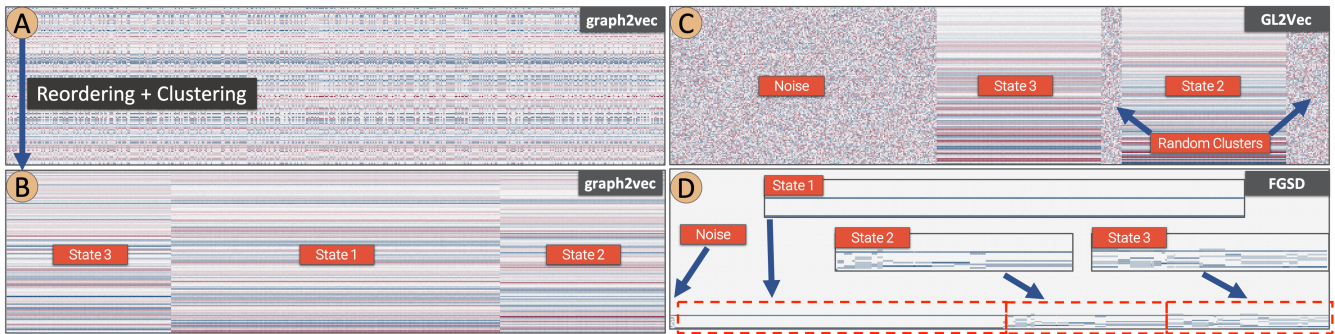 A
graph2vec
Reordering + Clustering
B
graph2vec
State 3
State 1
State 2
C
GL2Vec
Noise
State 3
State 2
Random Clusters
D
FGSD
State 1
Noise
State 2
State 3